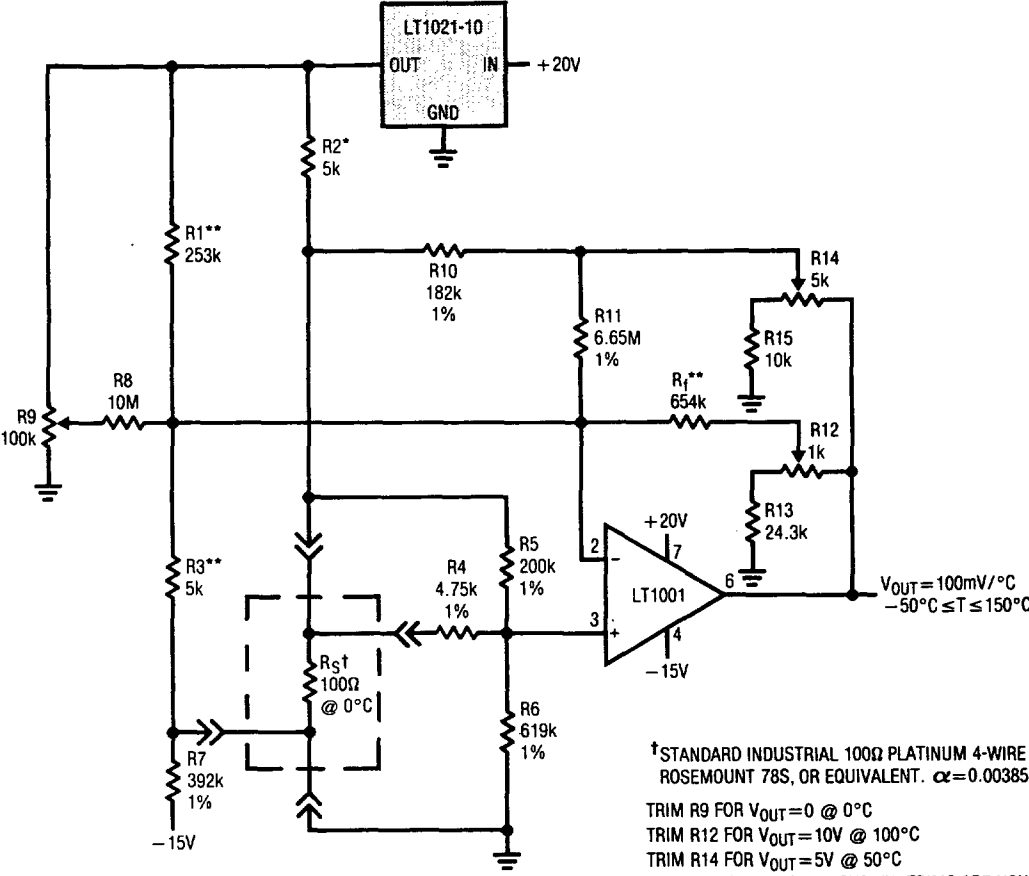 LT1021-10
OUT
IN
+20V
GND
R2*
5k
R1**
253k
R14
5k
R10
182k
1%
R11
6.65M
1%
R15
10k
R8
10M
Rf**
654k
R9
100k
R12
1k
R13
24.3k
+20V
R3**
5k
R4
4.75k
1%
R5
200k
1%
2
−
7
LT1001
6
3
+
4
−15V
VOUT=100mV/°C
−50°C≤T≤150°C
RS†
100Ω
@ 0°C
R6
619k
1%
R7
392k
1%
−15V
†STANDARD INDUSTRIAL 100Ω PLATINUM 4-WIRE
ROSEMOUNT 78S, OR EQUIVALENT. α=0.00385
TRIM R9 FOR VOUT=0 @ 0°C
TRIM R12 FOR VOUT=10V @ 100°C
TRIM R14 FOR VOUT=5V @ 50°C